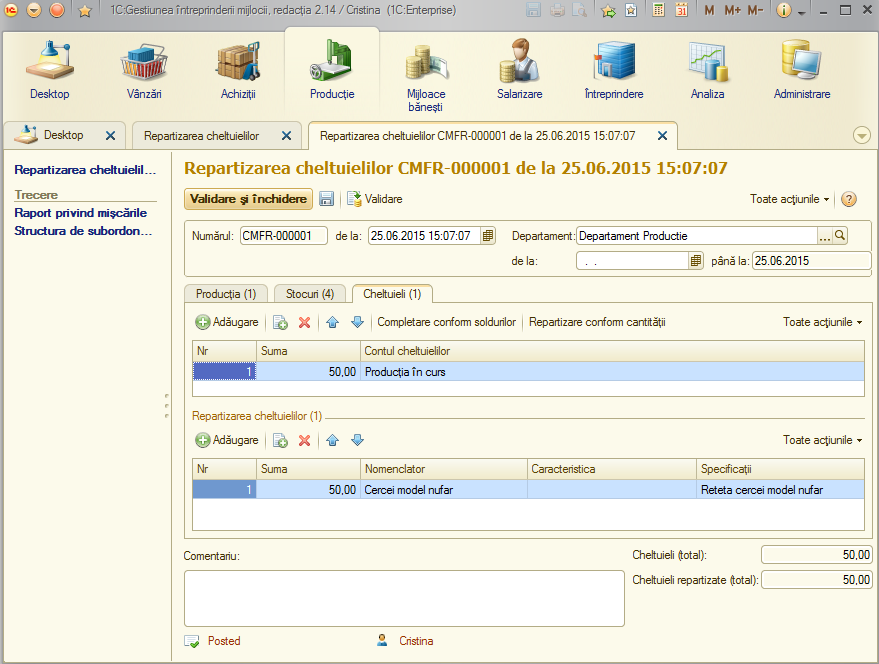 1C:Gestiunea întreprinderii mijlocii, redacția 2.14 / Cristina (1C:Enterprise)
M M+ M-
Desktop Vânzări Achiziții Producție Mijloace bănești Salarizare Întreprindere Analiza Administrare
Desktop Repartizarea cheltuielilor Repartizarea cheltuielilor CMFR-000001 de la 25.06.2015 15:07:07
Repartizarea cheltuielil...
Trecere
Raport privind mișcările
Structura de subordon...
Repartizarea cheltuielilor CMFR-000001 de la 25.06.2015 15:07:07
Validare și închidere Validare Toate acțiunile
Numărul: CMFR-000001 de la: 25.06.2015 15:07:07 Departament: Departament Productie ...
de la: . . până la: 25.06.2015
Producția (1) Stocuri (4) Cheltuieli (1)
Adăugare Completare conform soldurilor Repartizare conform cantității Toate acțiunile
Nr Suma Contul cheltuielilor
1 50,00 Producția în curs
Repartizarea cheltuielilor (1)
Adăugare Toate acțiunile
Nr Suma Nomenclator Caracteristica Specificații
1 50,00 Cercei model nufar Reteta cercei model nufar
Comentariu: Cheltuieli (total): 50,00
Cheltuieli repartizate (total): 50,00
Posted Cristina